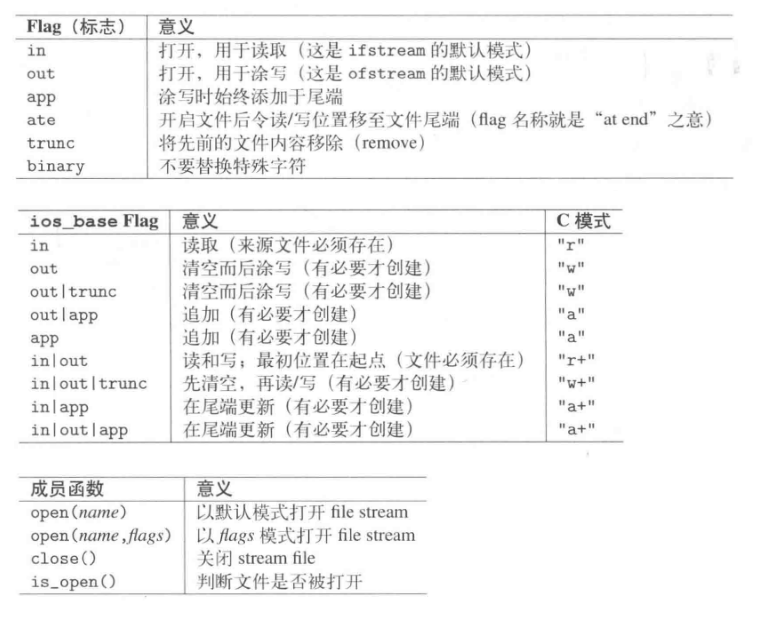 Flag（标志） 意义
in 打开，用于读取（这是 ifstream 的默认模式）
out 打开，用于涂写（这是 ofstream 的默认模式）
app 涂写时始终添加于尾端
ate 开启文件后令读/写位置移至文件尾端（flag 名称就是“at end”之意）
trunc 将先前的文件内容移除（remove）
binary 不要替换特殊字符
ios_base Flag 意义 C 模式
in 读取（来源文件必须存在） "r"
out 清空而后涂写（有必要才创建） "w"
out|trunc 清空而后涂写（有必要才创建） "w"
out|app 追加（有必要才创建） "a"
app 追加（有必要才创建） "a"
in|out 读和写；最初位置在起点（文件必须存在） "r+"
in|out|trunc 先清空，再读/写（有必要才创建） "w+"
in|app 在尾端更新（有必要才创建） "a+"
in|out|app 在尾端更新（有必要才创建） "a+"
成员函数 意义
open(name) 以默认模式打开 file stream
open(name,flags) 以 flags 模式打开 file stream
close() 关闭 stream file
is_open() 判断文件是否被打开